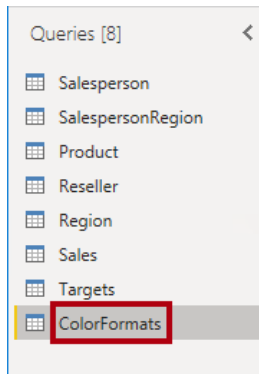 Queries [8]
Salesperson
SalespersonRegion
Product
Reseller
Region
Sales
Targets
ColorFormats